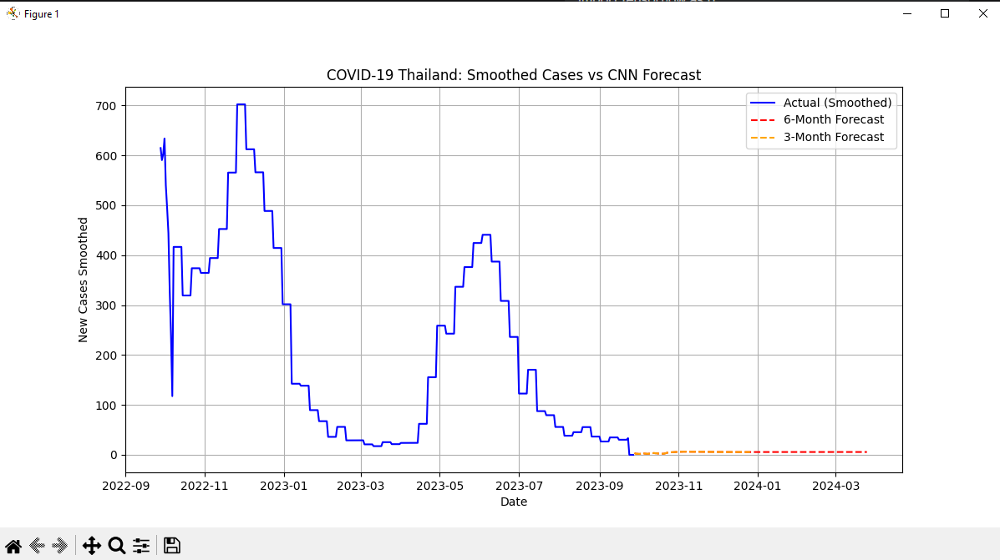 Figure 1
COVID-19 Thailand: Smoothed Cases vs CNN Forecast
Actual (Smoothed)
6-Month Forecast
3-Month Forecast
New Cases Smoothed
700
600
500
400
300
200
100
0
2022-09 2022-11 2023-01 2023-03 2023-05 2023-07 2023-09 2023-11 2024-01 2024-03
Date